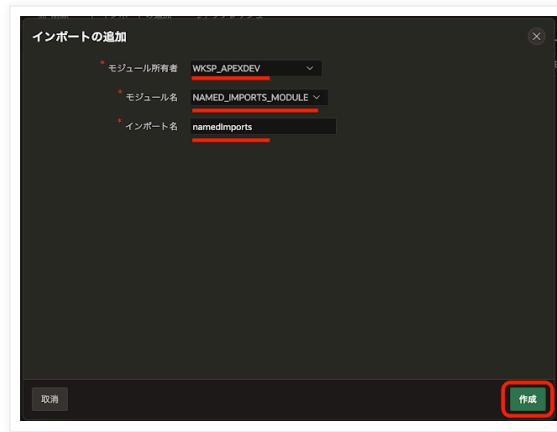 インポートの追加
* モジュール所有者 WKSP_APEXDEV
* モジュール名 NAMED_IMPORTS_MODULE
* インポート名 namedImports
取消 作成